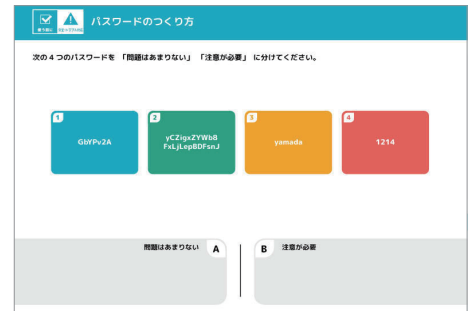 パスワードのつくり方
次の4つのパスワードを 「問題はあまりない」 「注意が必要」 に分けてください。
1
GbYPv2A
2
yCZigxZYWbB
FxLjLepBDFsnJ
3
yamada
4
1214
問題はあまりない A
B 注意が必要